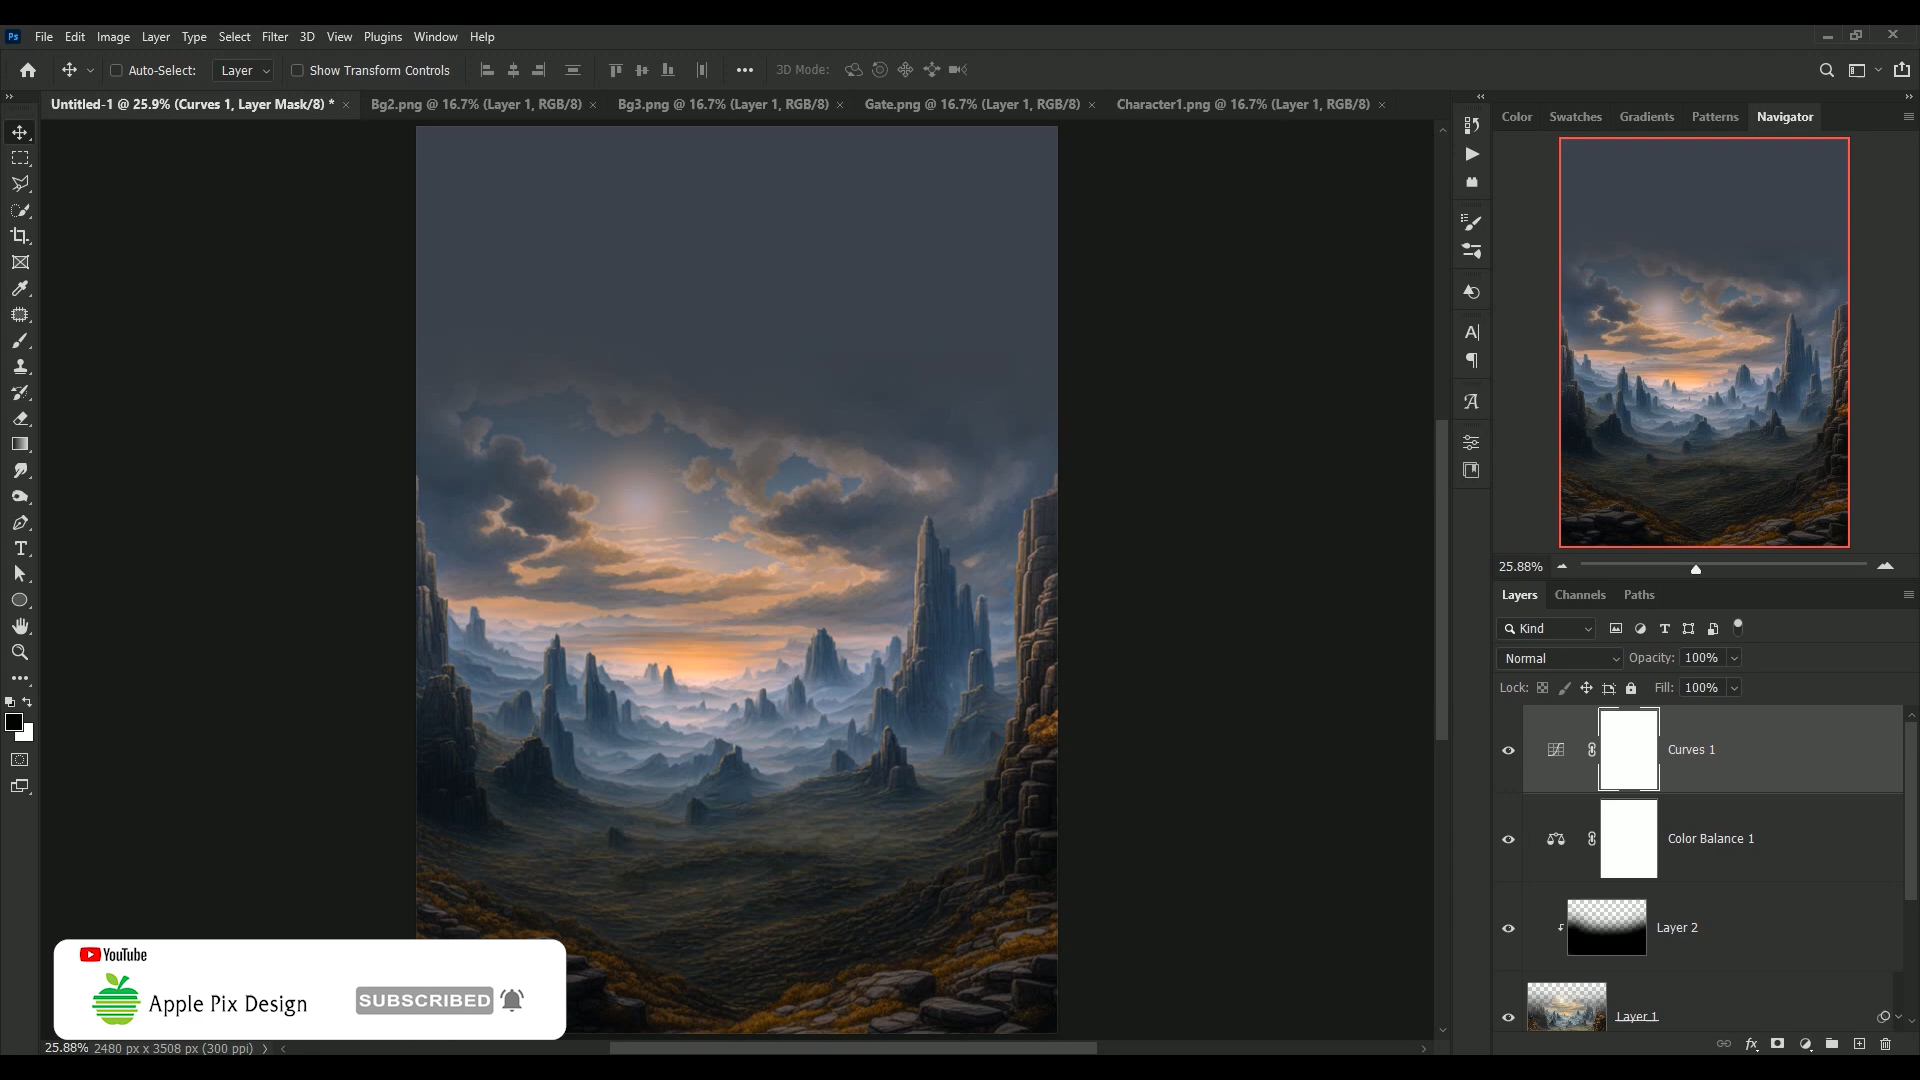 Ps File Edit Image Layer Type Select Filter 3D View Plugins Window Help
Auto-Select: Layer Show Transform Controls 3D Mode:
Untitled-1 @ 25.9% (Curves 1, Layer Mask/8) * Bg2.png @ 16.7% (Layer 1, RGB/8) Bg3.png @ 16.7% (Layer 1, RGB/8) Gate.png @ 16.7% (Layer 1, RGB/8) Character1.png @ 16.7% (Layer 1, RGB/8)
Color Swatches Gradients Patterns Navigator
25.88%
Layers Channels Paths
Kind
Normal Opacity: 100%
Lock: Fill: 100%
Curves 1
Color Balance 1
Layer 2
Layer 1
fx
YouTube
Apple Pix Design SUBSCRIBED
25.88% 2480 px x 3508 px (300 ppi)